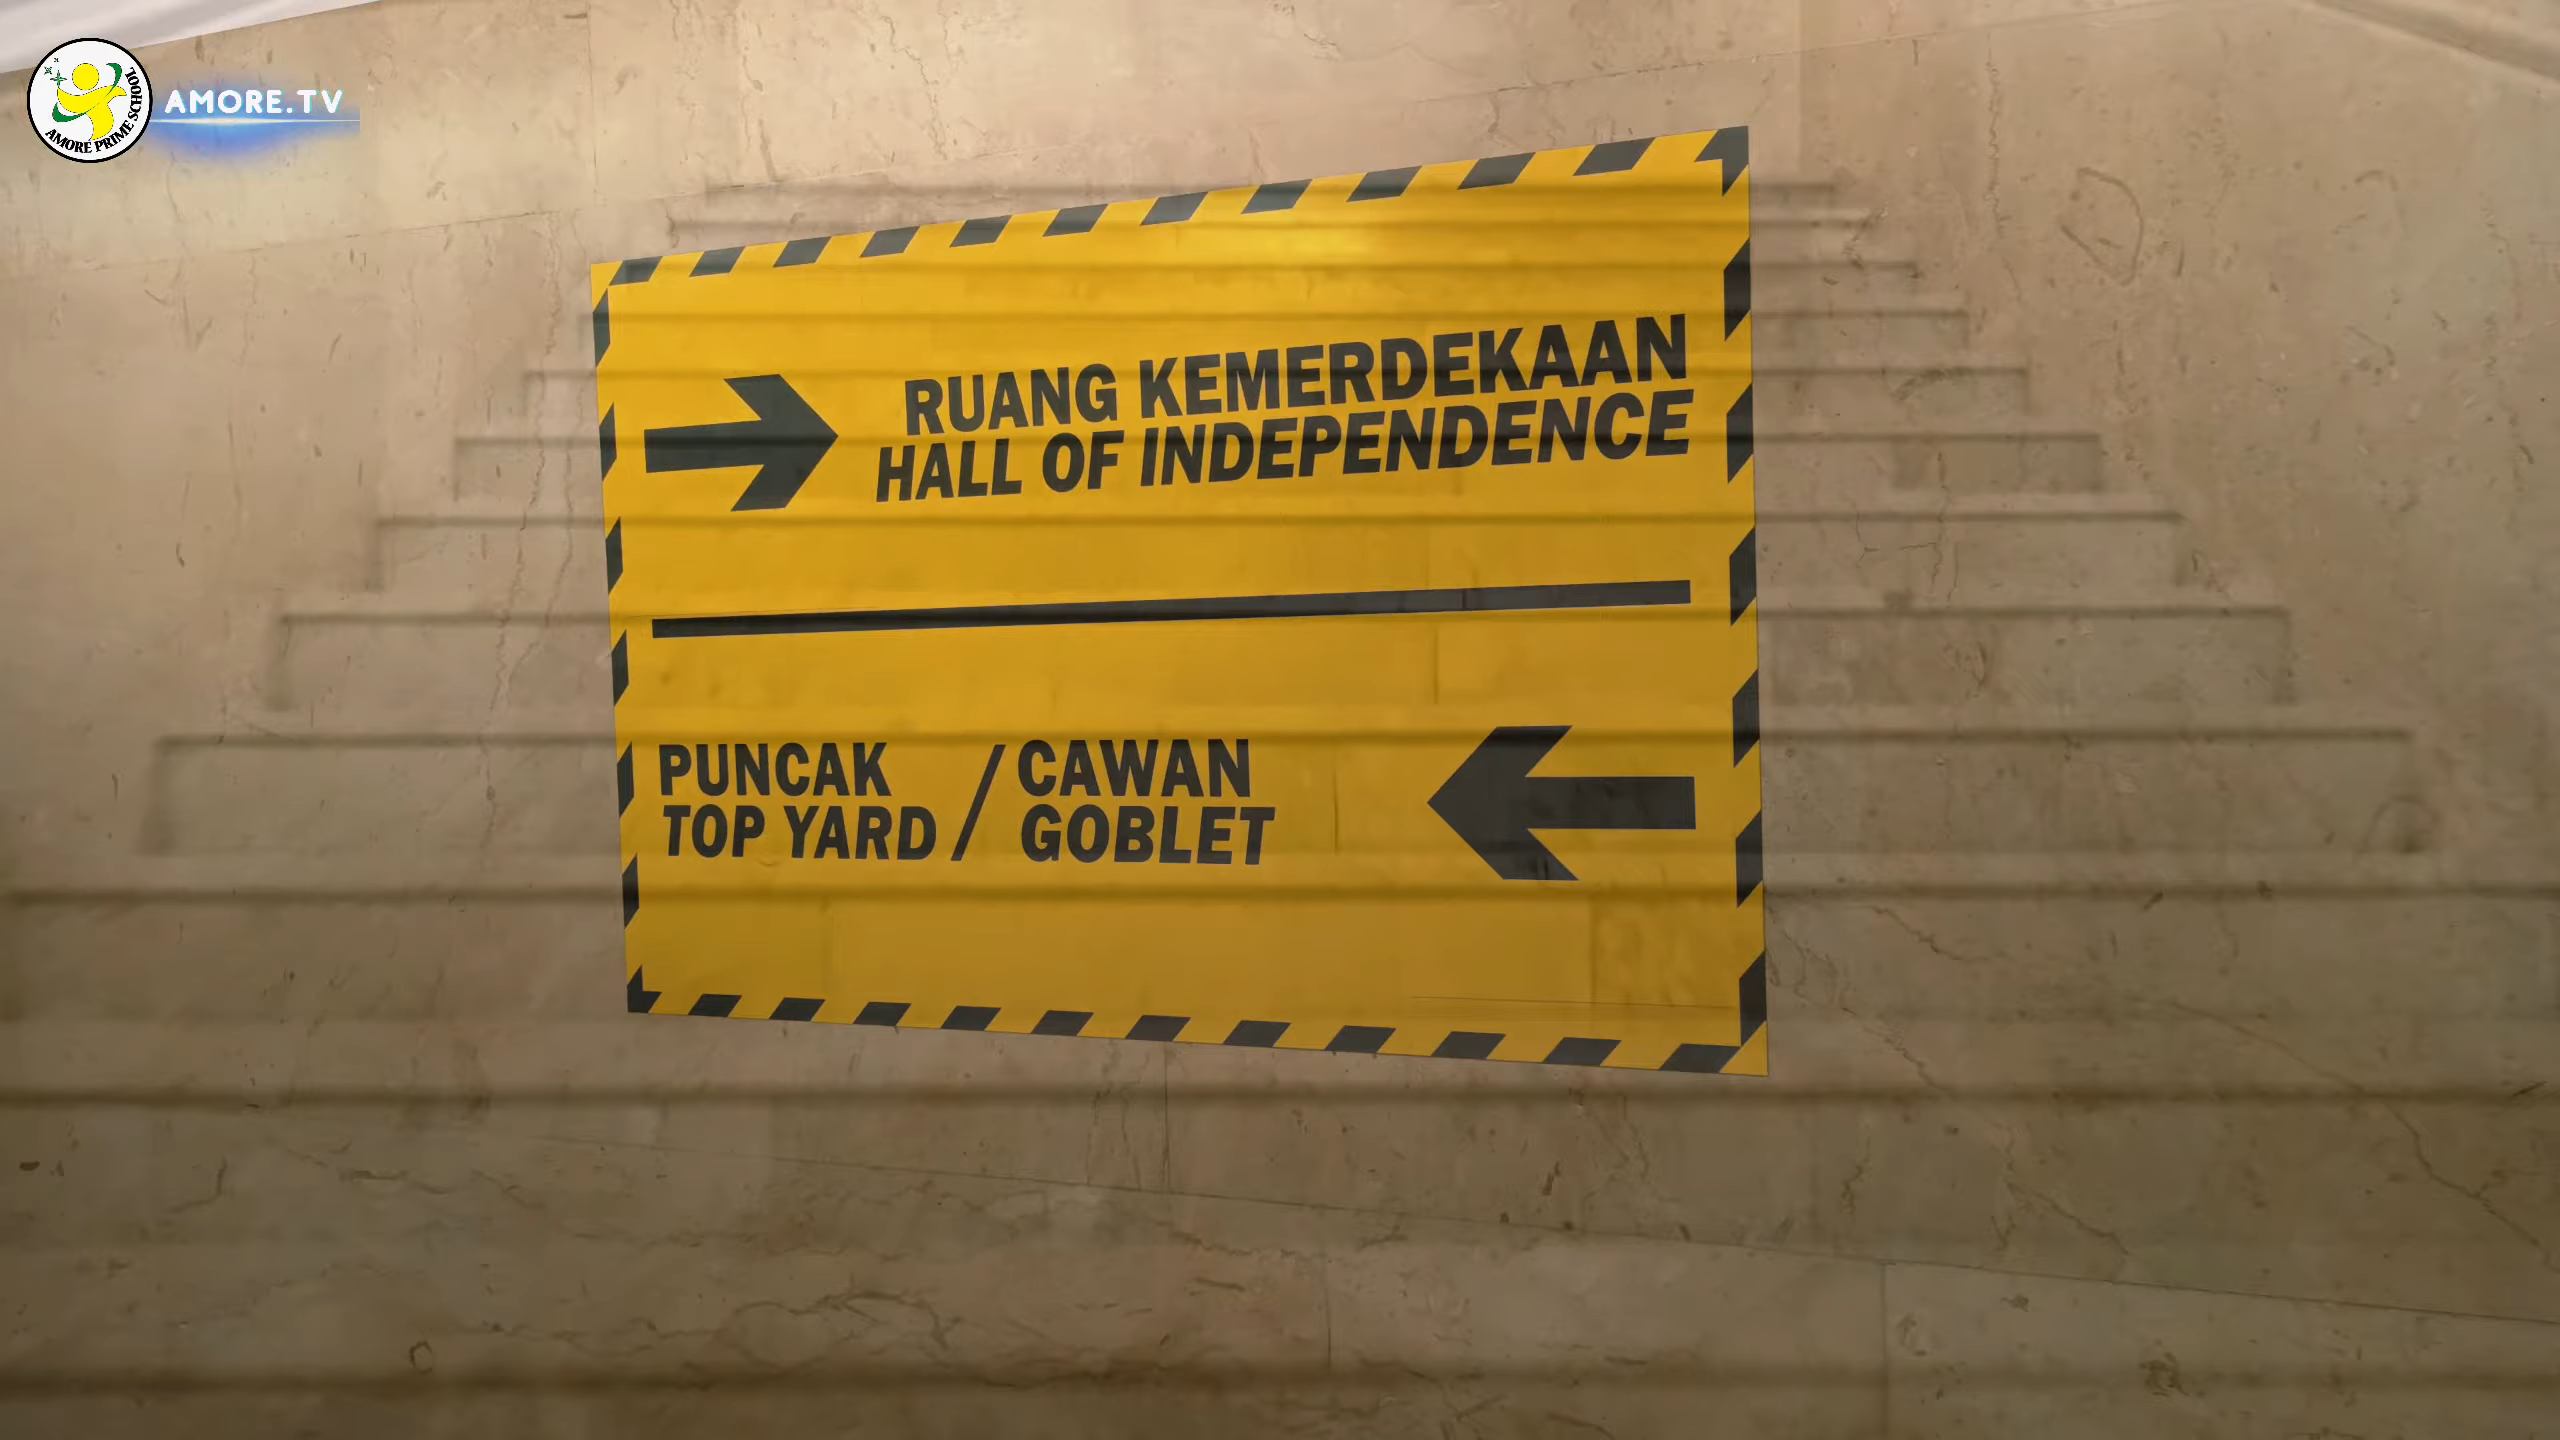 AMORE PRIME SCHOOL
AMORE.TV
RUANG KEMERDEKAAN
HALL OF INDEPENDENCE
PUNCAK / CAWAN
TOP YARD / GOBLET